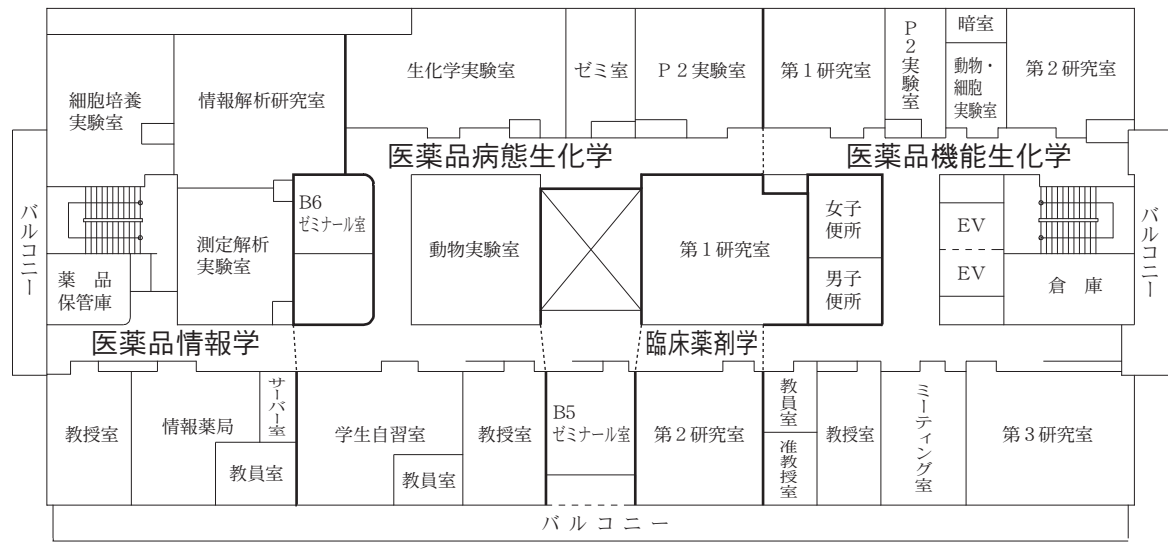 生化学実験室
ゼミ室
Ｐ２実験室
第１研究室
Ｐ２実験室
暗室
動物・
細胞
実験室
第２研究室
細胞培養
実験室
情報解析研究室
医薬品病態生化学
医薬品機能生化学
バルコニー
B6
ゼミナール室
測定解析
実験室
動物実験室
第１研究室
女子
便所
男子
便所
EV
EV
倉庫
バルコニー
薬品
保管庫
医薬品情報学
臨床薬剤学
教授室
情報薬局
サーバー室
教員室
学生自習室
教員室
教授室
B5
ゼミナール室
第２研究室
教員室
准教授室
教授室
ミーティング室
第３研究室
バルコニー